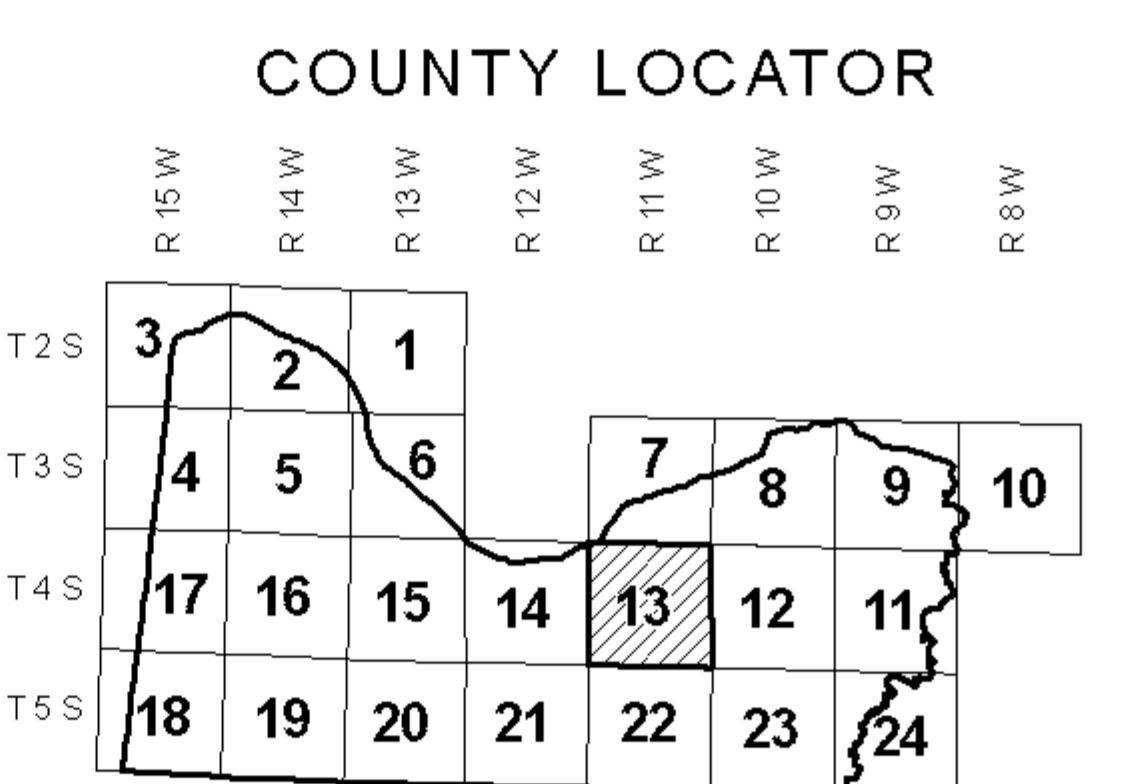 COUNTY LOCATOR
R 15 W R 14 W R 13 W R 12 W R 11 W R 10 W R 9 W R 8 W
T 2 S 3 2 1
T 3 S 4 5 6 7 8 9 10
T 4 S 17 16 15 14 13 12 11
T 5 S 18 19 20 21 22 23 24